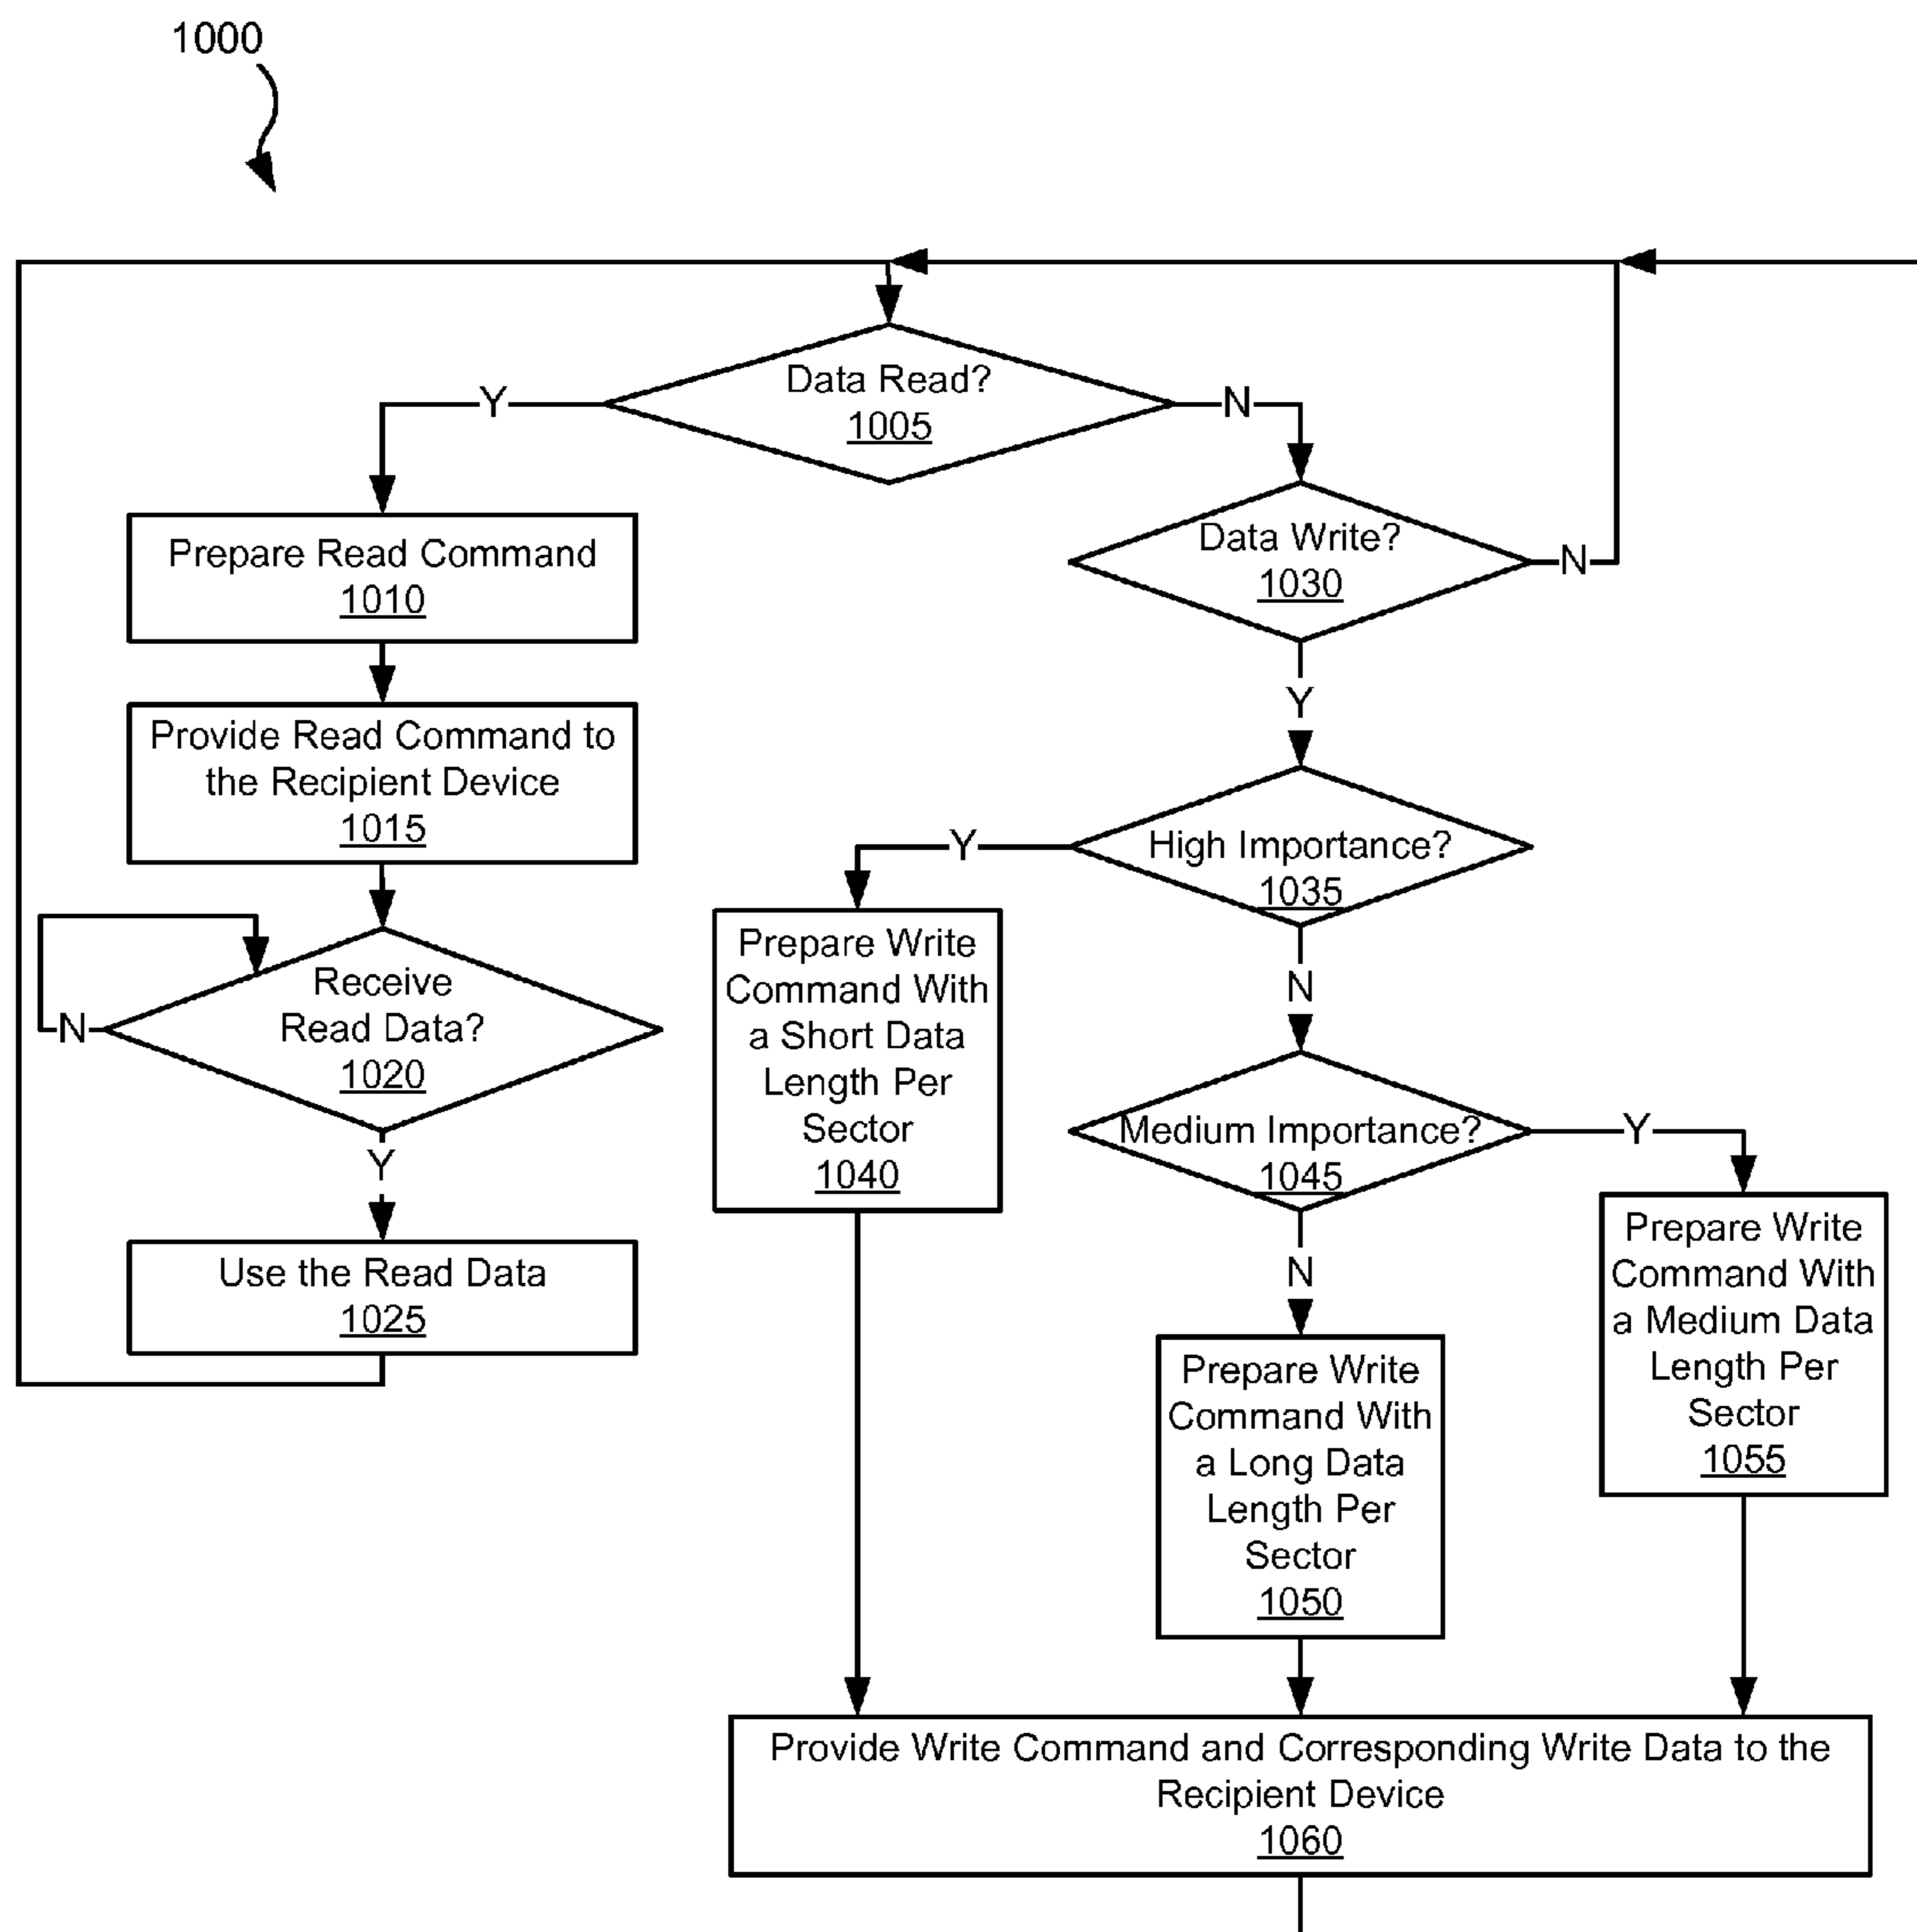 1000
Data Read?
1005
Y
N
Prepare Read Command
1010
Data Write?
1030
N
Y
Provide Read Command to
the Recipient Device
1015
High Importance?
1035
Y
N
Receive
Read Data?
1020
N
Y
Prepare Write
Command With
a Short Data
Length Per
Sector
1040
Medium Importance?
1045
Y
N
Use the Read Data
1025
Prepare Write
Command With
a Medium Data
Length Per
Sector
1055
Prepare Write
Command With
a Long Data
Length Per
Sector
1050
Provide Write Command and Corresponding Write Data to the
Recipient Device
1060